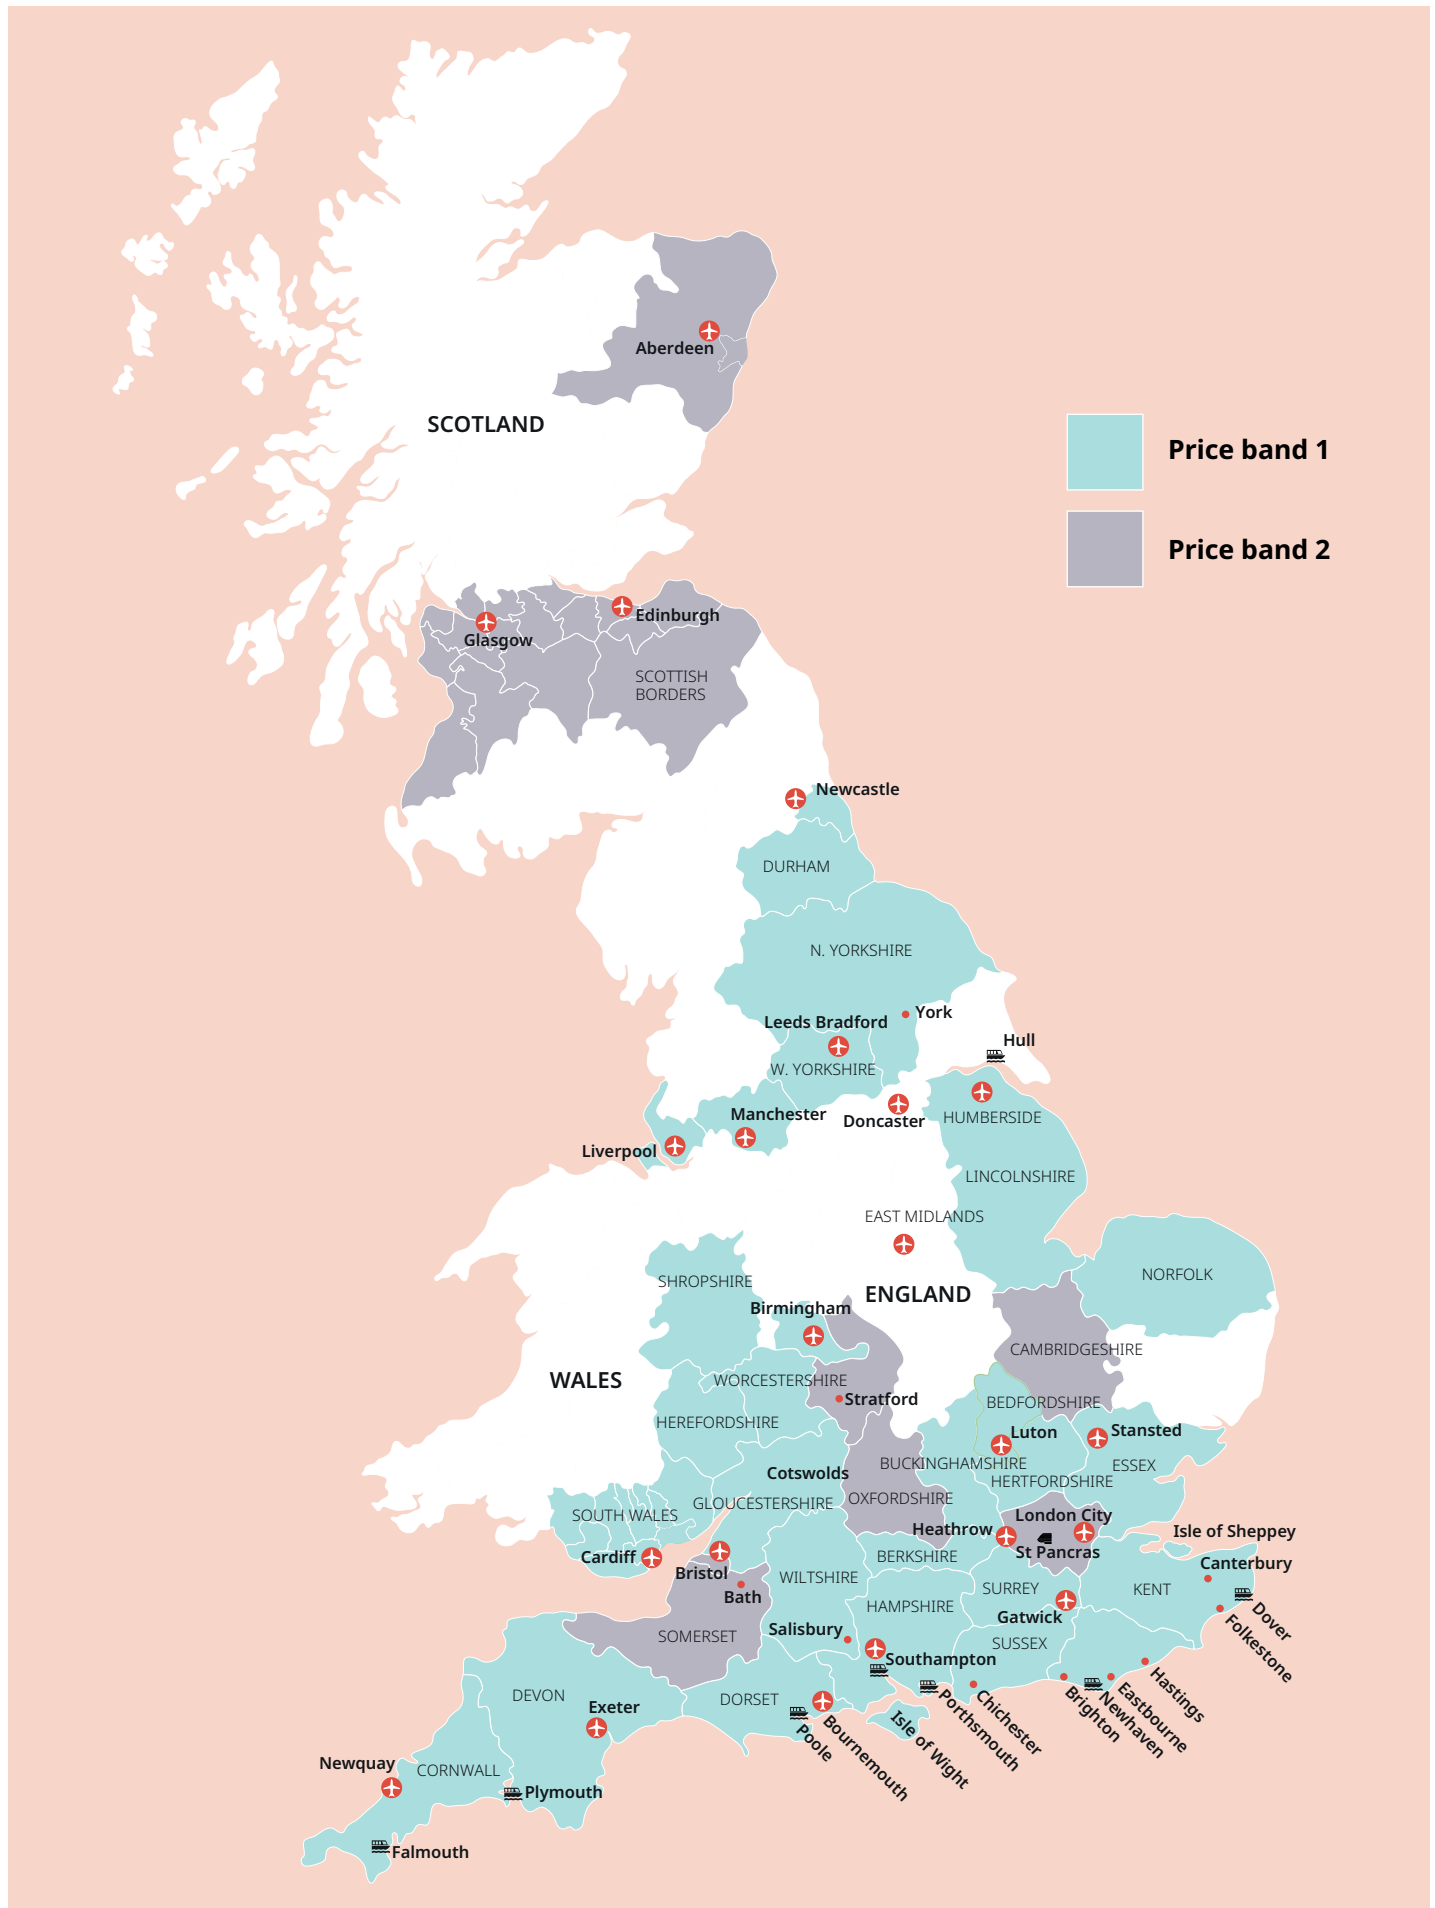 Aberdeen
SCOTLAND
Price band 1
Price band 2
Edinburgh
Glasgow
SCOTTISH
BORDERS
Newcastle
DURHAM
N. YORKSHIRE
York
Leeds Bradford
Hull
W. YORKSHIRE
Manchester
Doncaster
HUMBERSIDE
Liverpool
LINCOLNSHIRE
EAST MIDLANDS
NORFOLK
SHROPSHIRE
ENGLAND
Birmingham
CAMBRIDGESHIRE
WALES
WORCESTERSHIRE
Stratford
BEDFORDSHIRE
HEREFORDSHIRE
Luton
Stansted
BUCKINGHAMSHIRE
ESSEX
Cotswolds
HERTFORDSHIRE
OXFORDSHIRE
GLOUCESTERSHIRE
SOUTH WALES
London City
Heathrow
Isle of Sheppey
St Pancras
Cardiff
BERKSHIRE
Canterbury
Bristol
WILTSHIRE
SURREY
KENT
Bath
HAMPSHIRE
Gatwick
Dover
Folkestone
Salisbury
SOMERSET
SUSSEX
Southampton
Hastings
Eastbourne
Newhaven
Brighton
Chichester
Porthsmouth
Isle of Wight
DEVON
DORSET
Exeter
Bournemouth
Poole
Newquay
CORNWALL
Plymouth
Falmouth